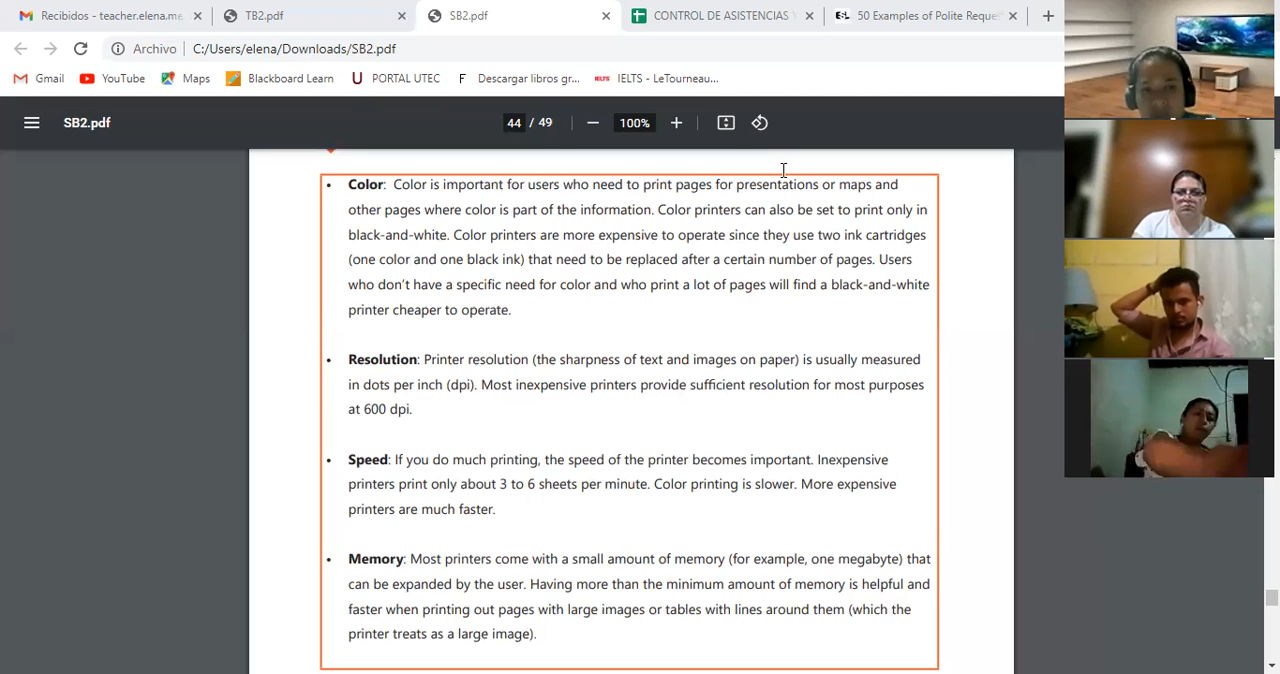 Recibidos - teacher.elena.me
TB2.pdf
SB2.pdf
CONTROL DE ASISTENCIAS
50 Examples of Polite Reque
Archivo
C:/Users/elena/Downloads/SB2.pdf
Gmail
YouTube
Maps
Blackboard Learn
U PORTAL UTEC
F Descargar libros gr...
IELTS IELTS - LeTourneau...
SB2.pdf
44 / 49
100%
• Color: Color is important for users who need to print pages for presentations or maps and
other pages where color is part of the information. Color printers can also be set to print only in
black-and-white. Color printers are more expensive to operate since they use two ink cartridges
(one color and one black ink) that need to be replaced after a certain number of pages. Users
who don't have a specific need for color and who print a lot of pages will find a black-and-white
printer cheaper to operate.
• Resolution: Printer resolution (the sharpness of text and images on paper) is usually measured
in dots per inch (dpi). Most inexpensive printers provide sufficient resolution for most purposes
at 600 dpi.
• Speed: If you do much printing, the speed of the printer becomes important. Inexpensive
printers print only about 3 to 6 sheets per minute. Color printing is slower. More expensive
printers are much faster.
• Memory: Most printers come with a small amount of memory (for example, one megabyte) that
can be expanded by the user. Having more than the minimum amount of memory is helpful and
faster when printing out pages with large images or tables with lines around them (which the
printer treats as a large image).